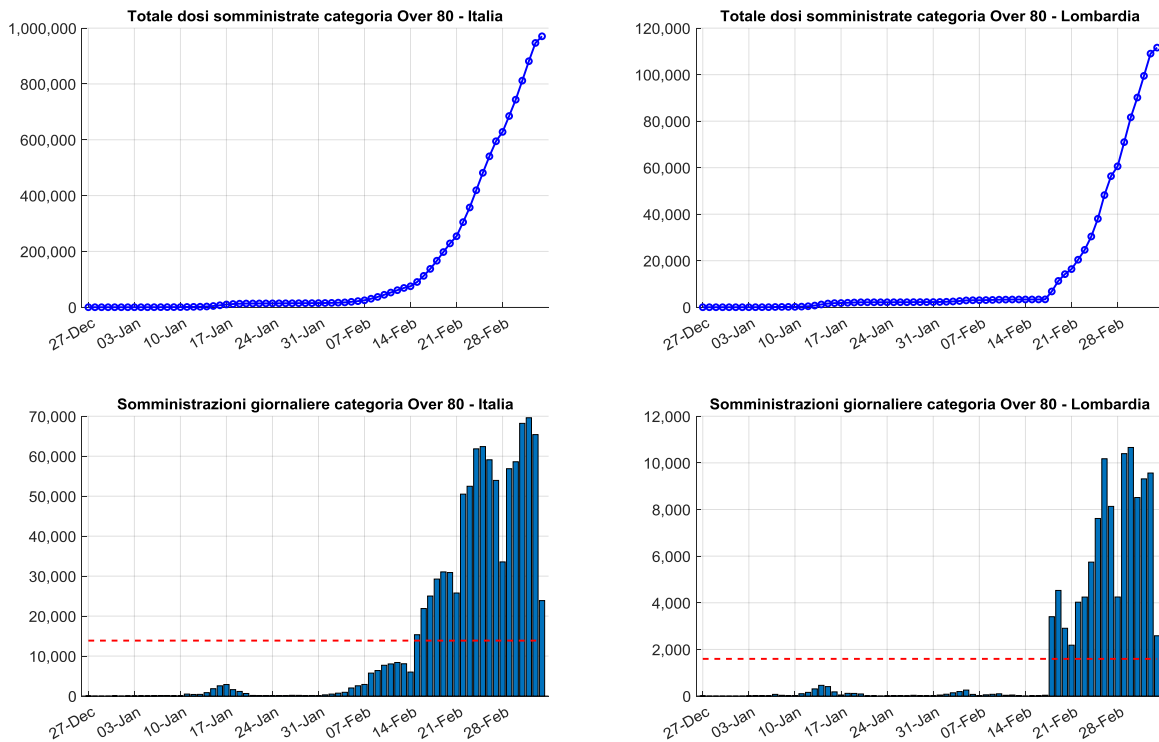 Totale dosi somministrate categoria Over 80 - Italia
1,000,000
800,000
600,000
400,000
200,000
0
27-Dec
03-Jan
10-Jan
17-Jan
24-Jan
31-Jan
07-Feb
14-Feb
21-Feb
28-Feb
Totale dosi somministrate categoria Over 80 - Lombardia
120,000
100,000
80,000
60,000
40,000
20,000
0
27-Dec
03-Jan
10-Jan
17-Jan
24-Jan
31-Jan
07-Feb
14-Feb
21-Feb
28-Feb
Somministrazioni giornaliere categoria Over 80 - Italia
70,000
60,000
50,000
40,000
30,000
20,000
10,000
0
27-Dec
03-Jan
10-Jan
17-Jan
24-Jan
31-Jan
07-Feb
14-Feb
21-Feb
28-Feb
Somministrazioni giornaliere categoria Over 80 - Lombardia
12,000
10,000
8,000
6,000
4,000
2,000
0
27-Dec
03-Jan
10-Jan
17-Jan
24-Jan
31-Jan
07-Feb
14-Feb
21-Feb
28-Feb